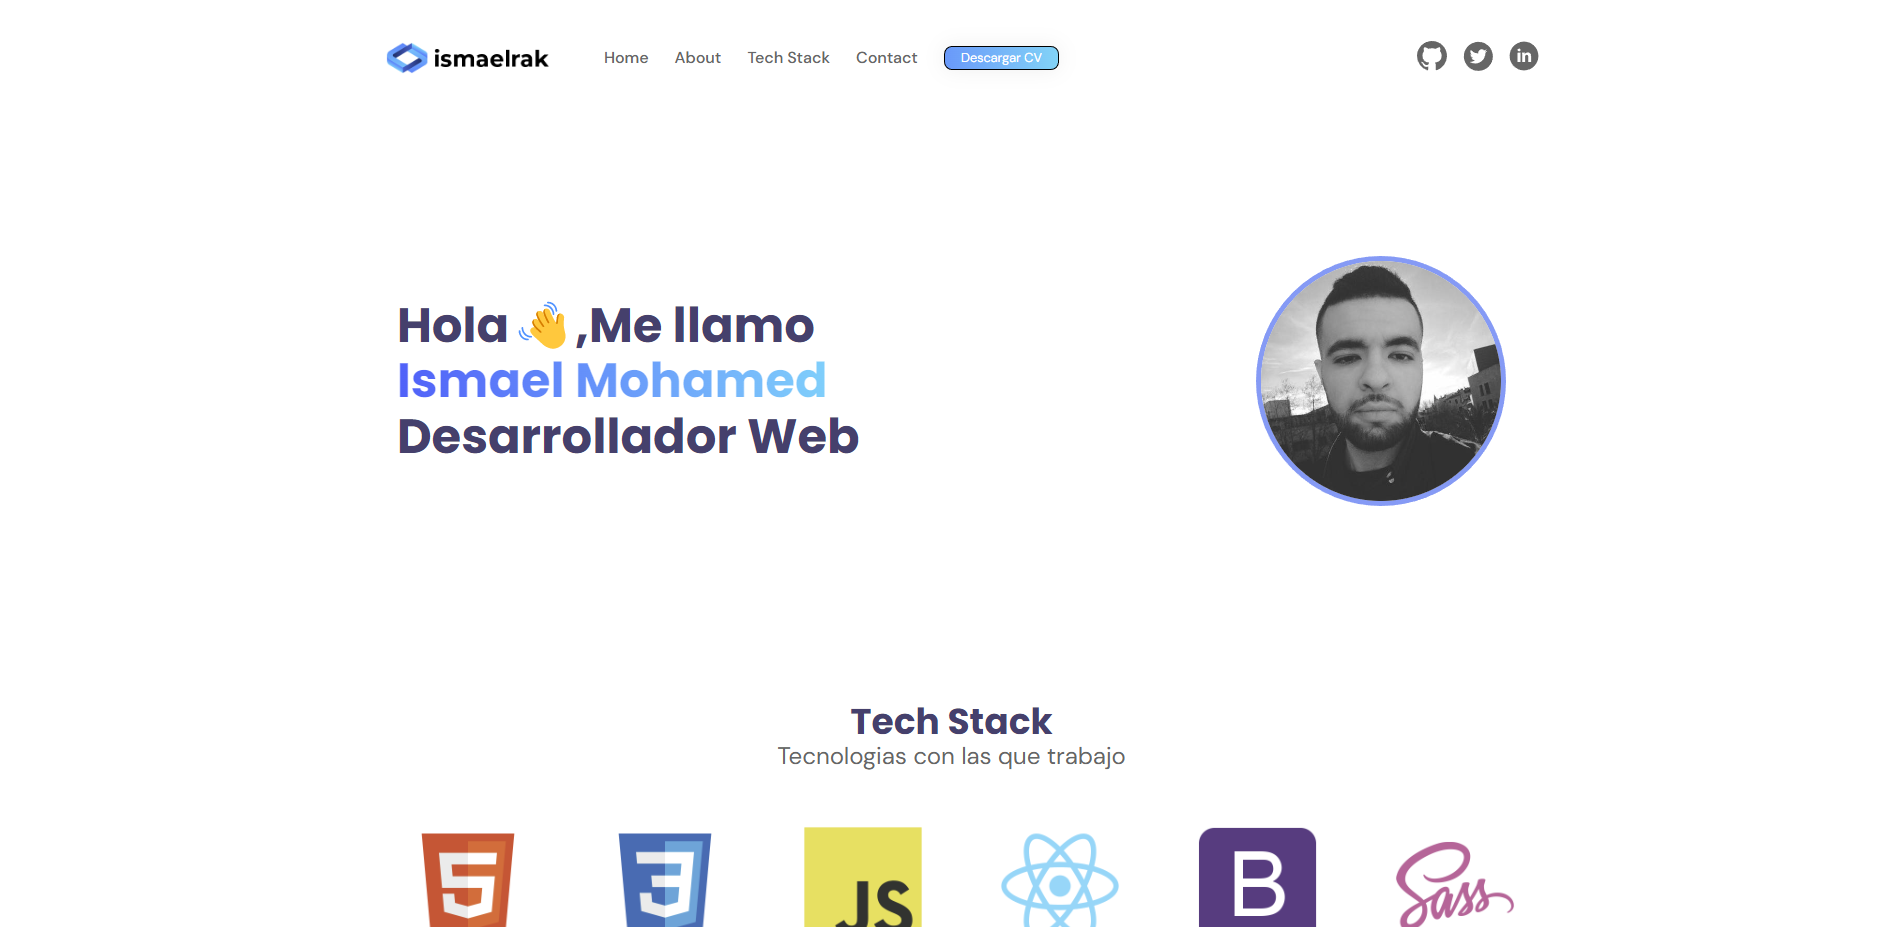 ismaelrak
Home About Tech Stack Contact Descargar CV
in
Hola 👋,Me llamo
Ismael Mohamed
Desarrollador Web
Tech Stack
Tecnologias con las que trabajo
5 3 JS B Sass